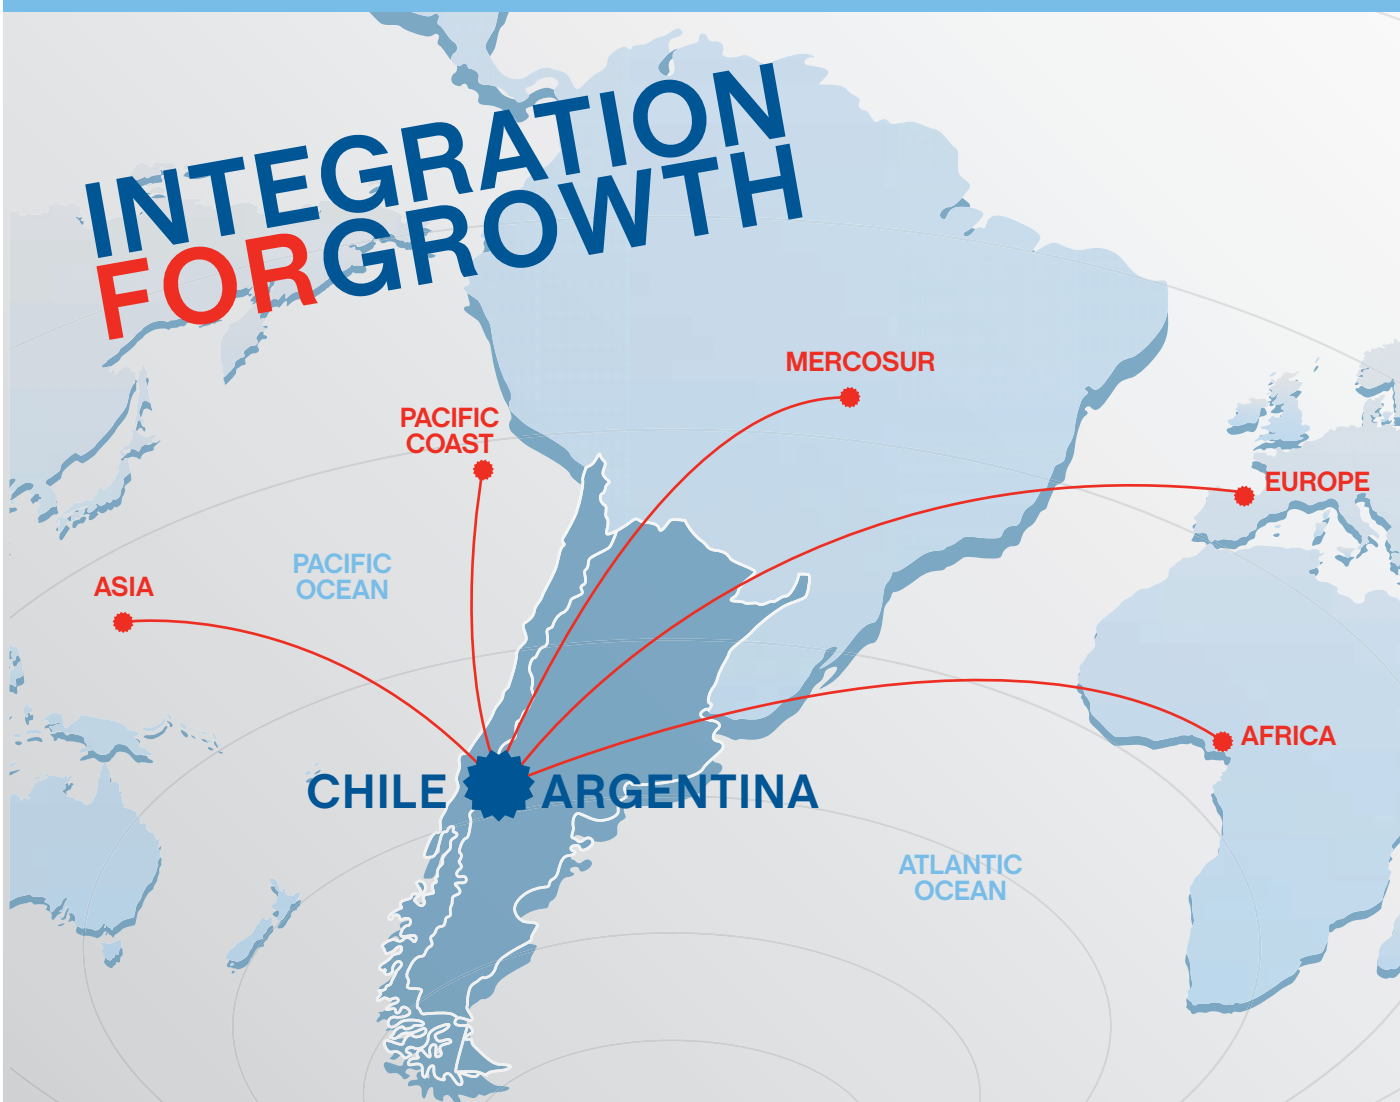 INTEGRATION
FORGROWTH
MERCOSUR
PACIFIC
COAST
EUROPE
PACIFIC
OCEAN
ASIA
AFRICA
CHILE ARGENTINA
ATLANTIC
OCEAN